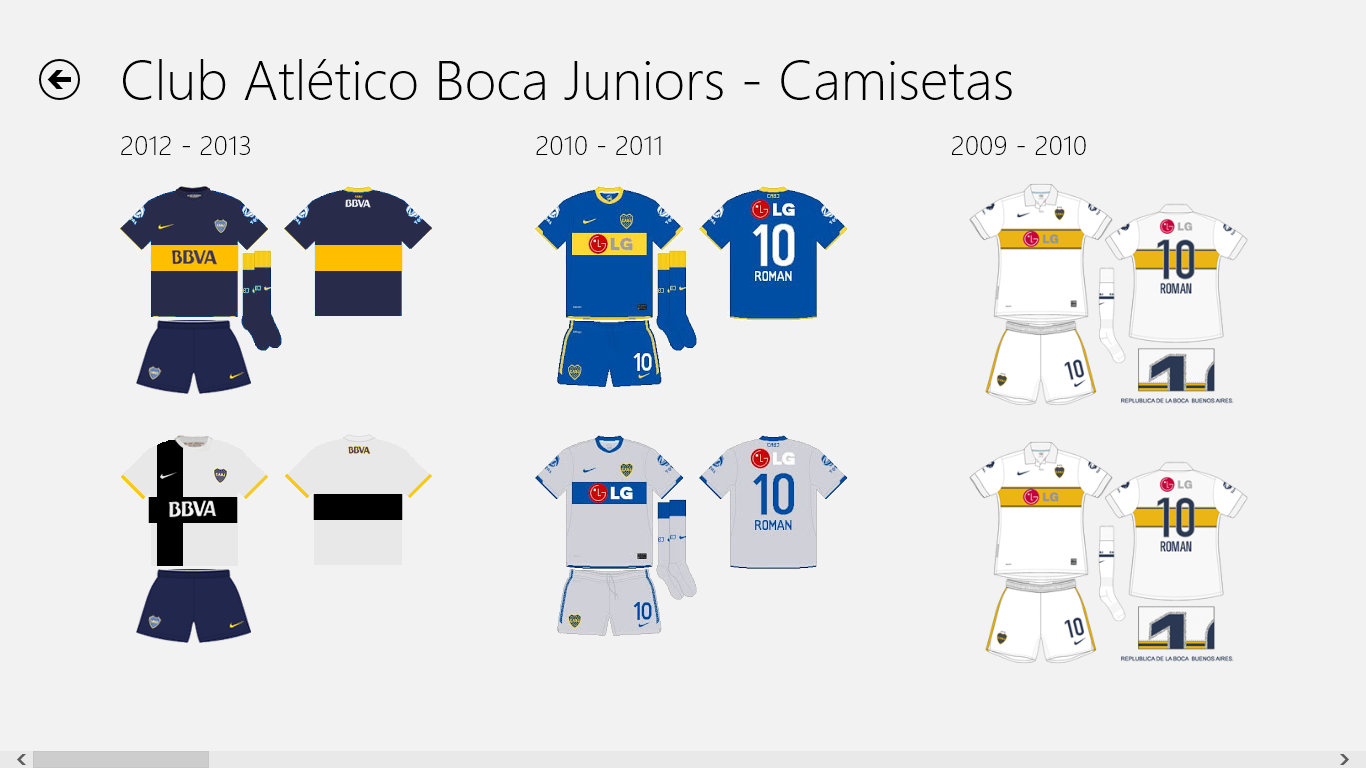 Club Atlético Boca Juniors - Camisetas
2012 - 2013
2010 - 2011
2009 - 2010
BBVA
BBVA
LG
LG
10
ROMAN
10
LG
LG
10
ROMAN
10
REPLUBLICA DE LA BOCA BUENOS AIRES.
BBVA
BBVA
LG
LG
10
ROMAN
10
LG
LG
10
ROMAN
10
REPLUBLICA DE LA BOCA BUENOS AIRES.